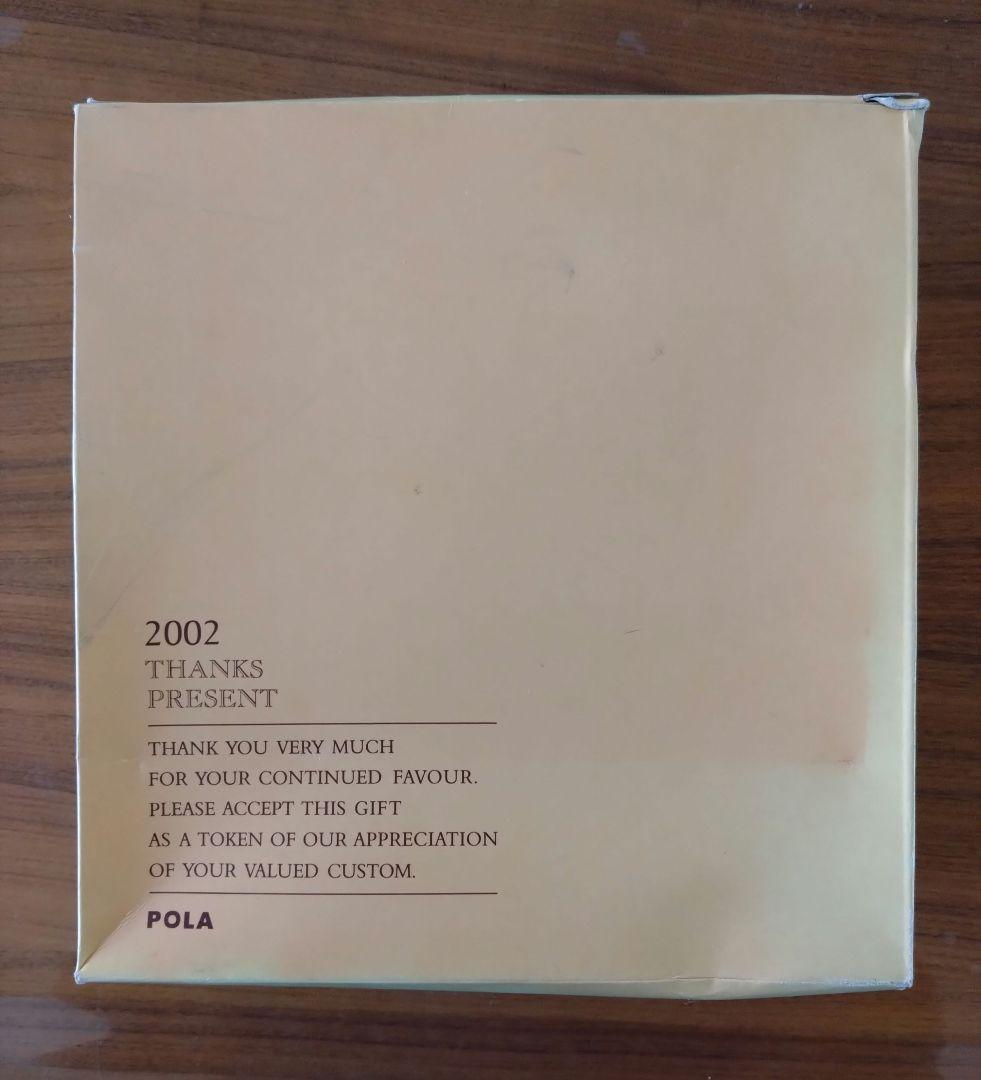 2002
THANKS
PRESENT
THANK YOU VERY MUCH
FOR YOUR CONTINUED FAVOUR.
PLEASE ACCEPT THIS GIFT
AS A TOKEN OF OUR APPRECIATION
OF YOUR VALUED CUSTOM.
POLA